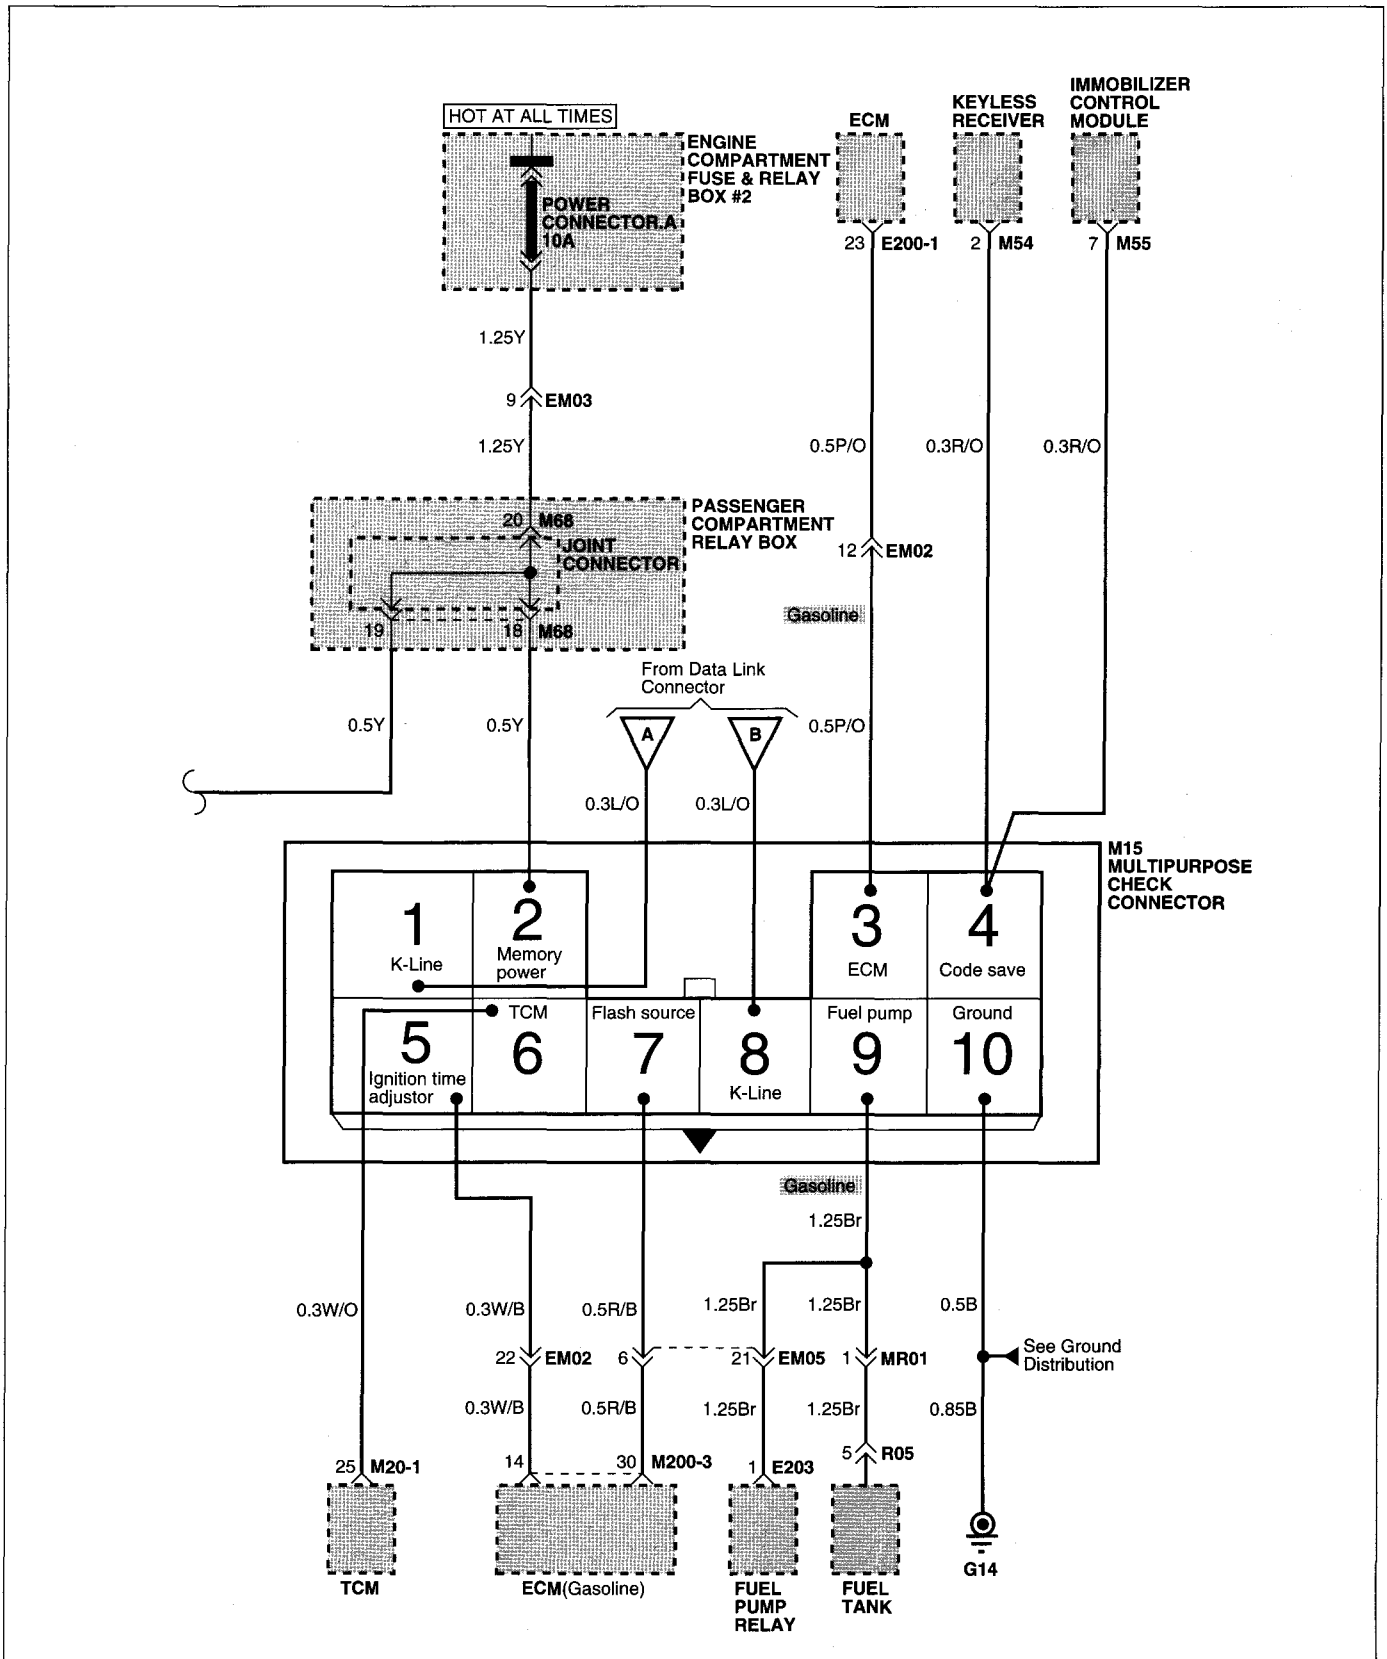 HOT AT ALL TIMES
ENGINE
COMPARTMENT
FUSE & RELAY
BOX #2
POWER
CONNECTOR.A
10A
ECM
KEYLESS
RECEIVER
IMMOBILIZER
CONTROL
MODULE
23 E200-1
2 M54
7 M55
1.25Y
9 EM03
1.25Y
0.5P/O
0.3R/O
0.3R/O
PASSENGER
COMPARTMENT
RELAY BOX
20 M68
JOINT
CONNECTOR
12 EM02
Gasoline
19
18 M68
From Data Link
Connector
0.5Y
0.5Y
A
B
0.5P/O
0.3L/O
0.3L/O
M15
MULTIPURPOSE
CHECK
CONNECTOR
1
K-Line
2
Memory
power
3
ECM
4
Code save
5
Ignition time
adjustor
TCM
6
Flash source
7
8
K-Line
Fuel pump
9
Ground
10
Gasoline
1.25Br
0.3W/O
0.3W/B
0.5R/B
1.25Br
1.25Br
0.5B
22 EM02
6
21 EM05
1 MR01
See Ground
Distribution
0.3W/B
0.5R/B
1.25Br
1.25Br
0.85B
25 M20-1
14
30 M200-3
1 E203
5 R05
TCM
ECM(Gasoline)
FUEL
PUMP
RELAY
FUEL
TANK
G14